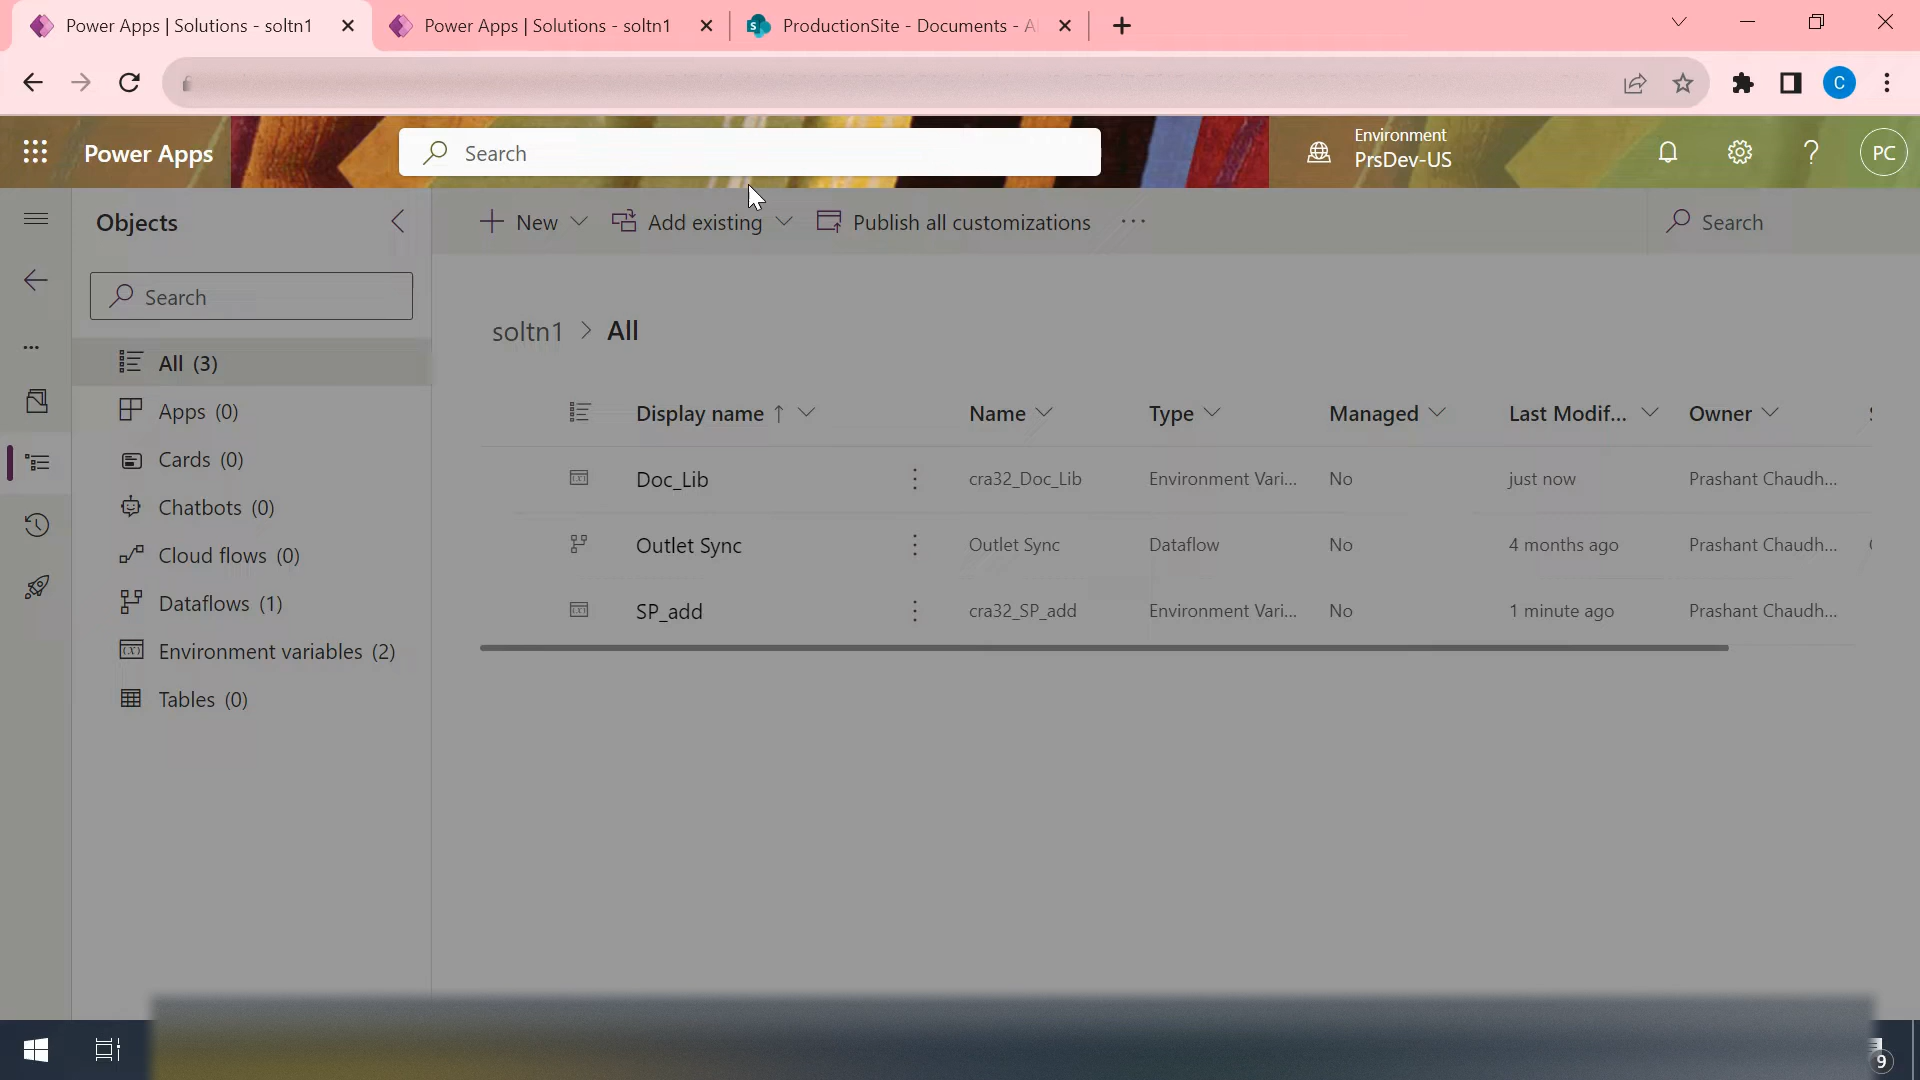 Power Apps | Solutions - soltn1
Power Apps | Solutions - soltn1
ProductionSite - Documents - A
C
Power Apps
Search
Environment
PrsDev-US
PC
Objects
New
Add existing
Publish all customizations
Search
Search
soltn1 > All
All (3)
Apps (0)
Cards (0)
Chatbots (0)
Cloud flows (0)
Dataflows (1)
Environment variables (2)
Tables (0)
Display name ↑ Name Type Managed Last Modif... Owner
Doc_Lib cra32_Doc_Lib Environment Vari... No just now Prashant Chaudh...
Outlet Sync Outlet Sync Dataflow No 4 months ago Prashant Chaudh...
SP_add cra32_SP_add Environment Vari... No 1 minute ago Prashant Chaudh...
9